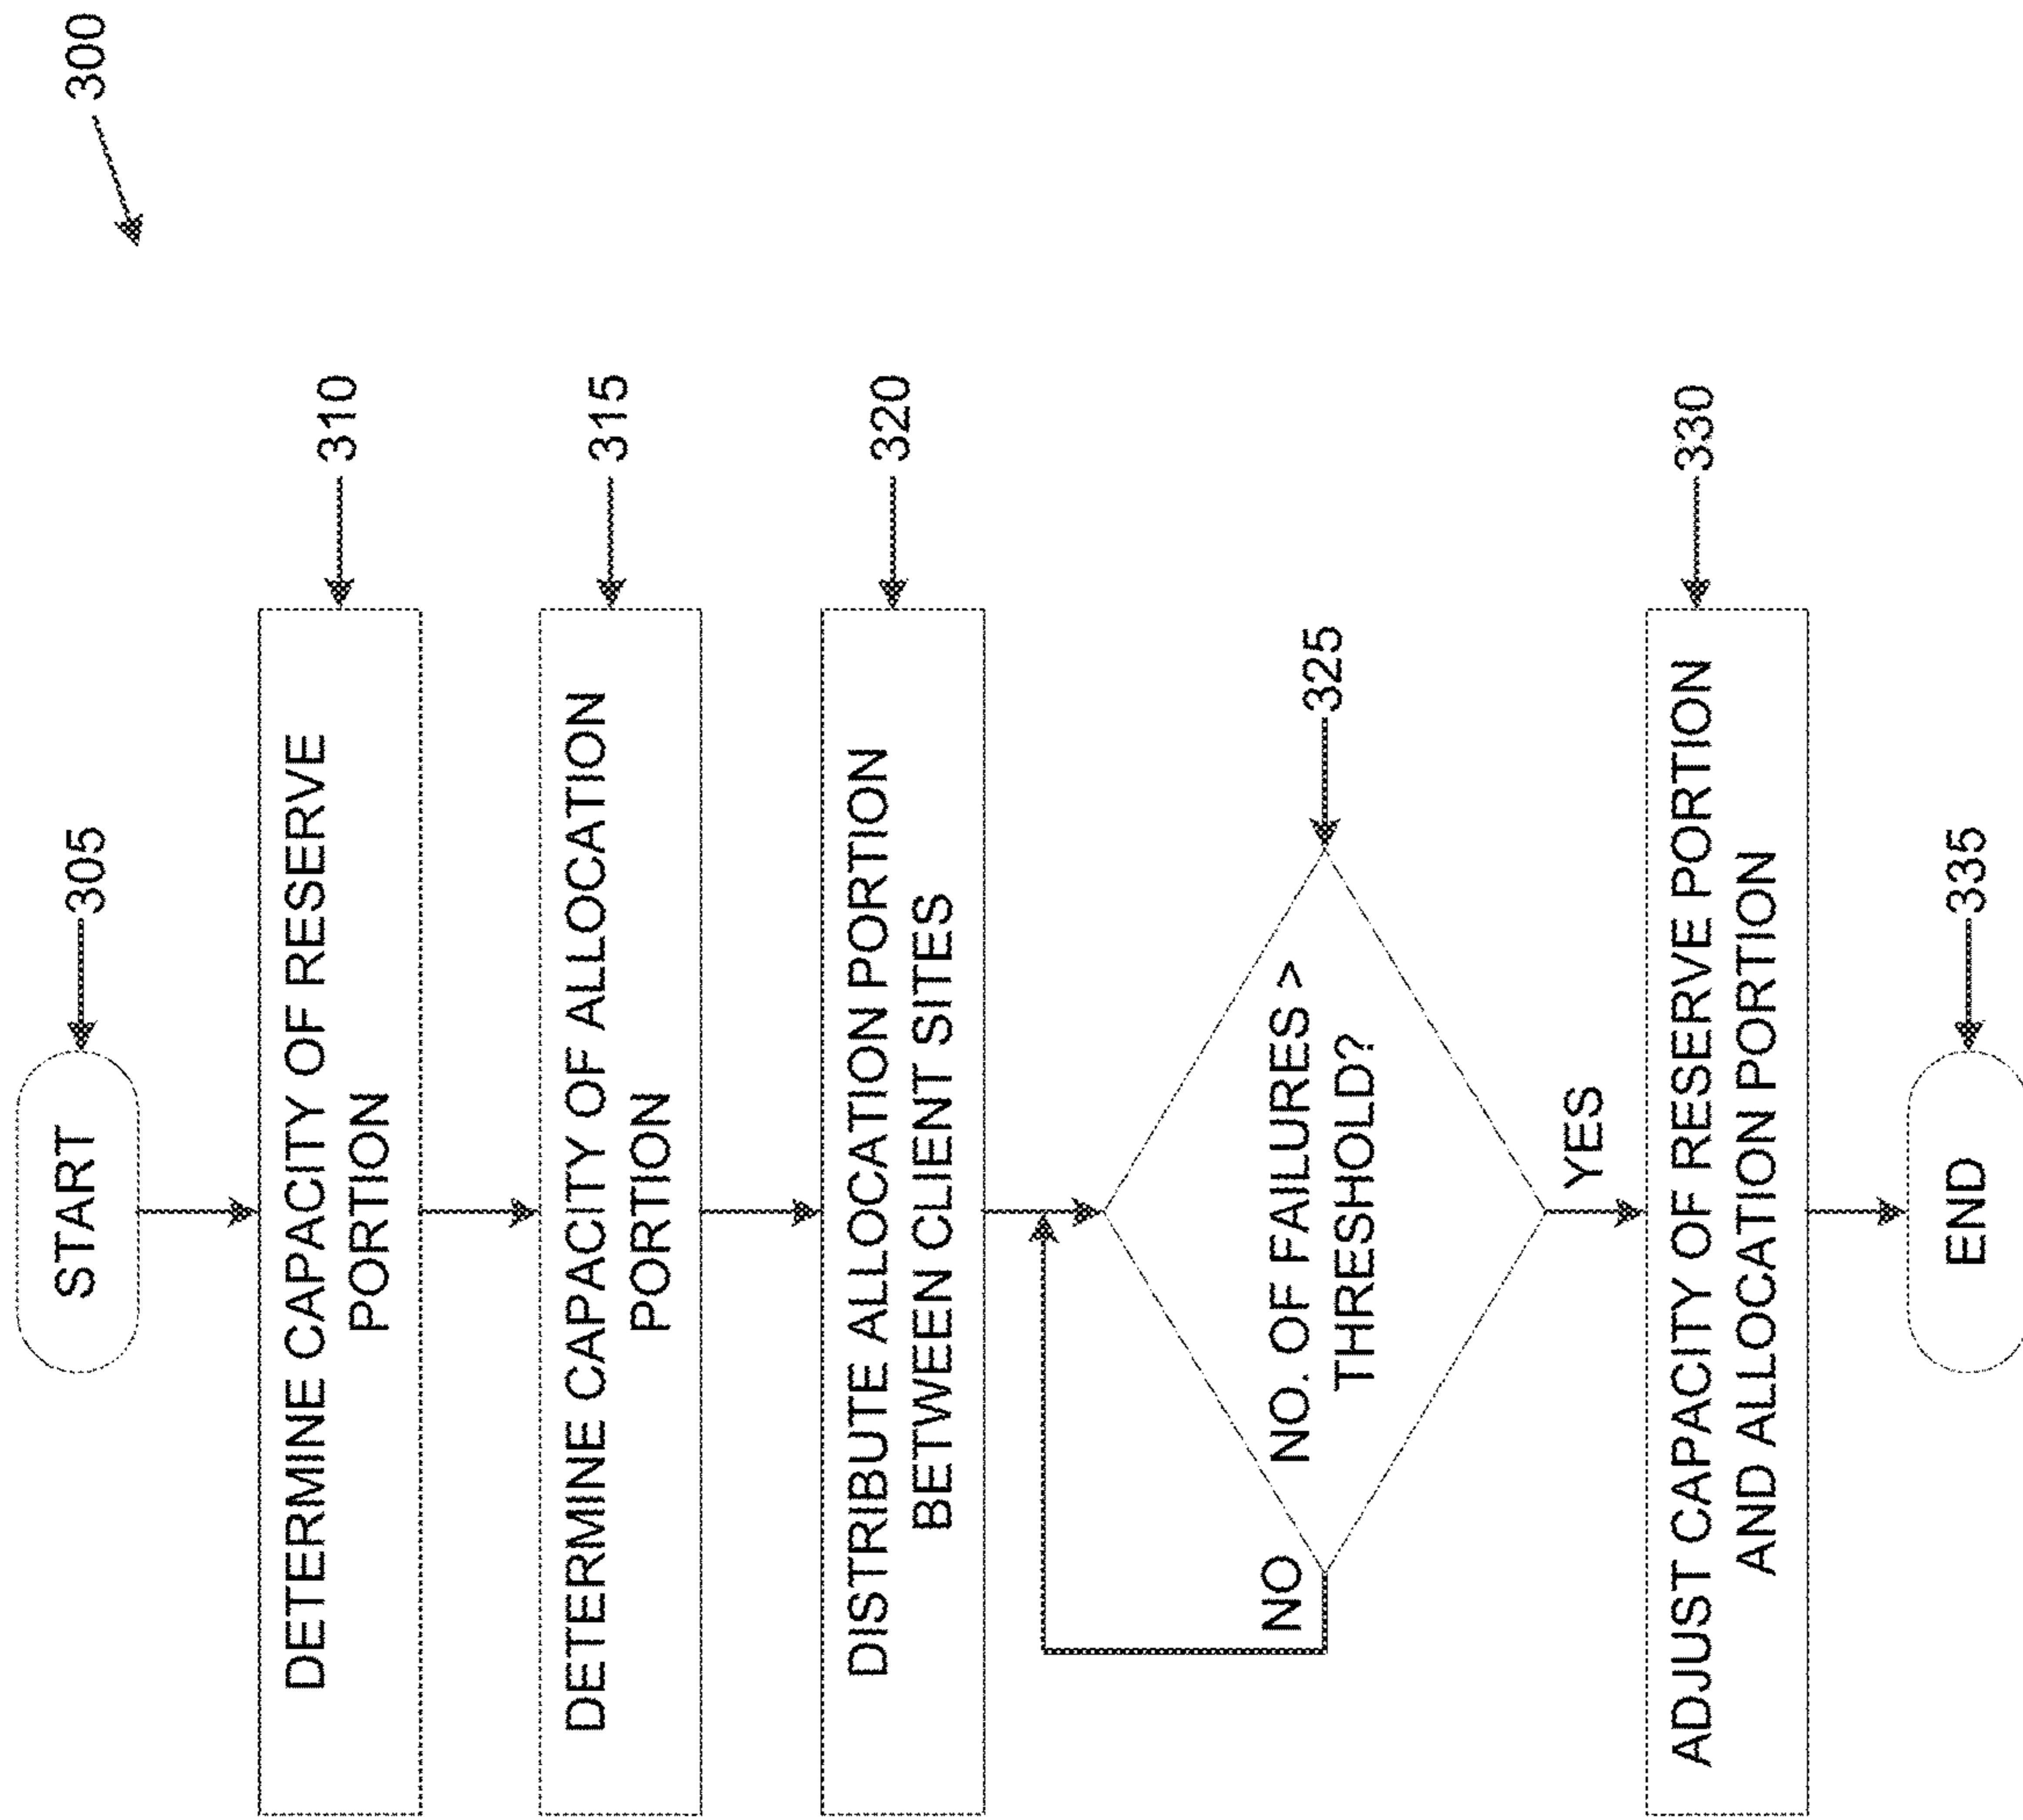 300
START
305
DETERMINE CAPACITY OF RESERVE
PORTION
310
DETERMINE CAPACITY OF ALLOCATION
PORTION
315
DISTRIBUTE ALLOCATION PORTION
BETWEEN CLIENT SITES
320
NO. OF FAILURES >
THRESHOLD?
325
NO
YES
ADJUST CAPACITY OF RESERVE PORTION
AND ALLOCATION PORTION
330
END
335